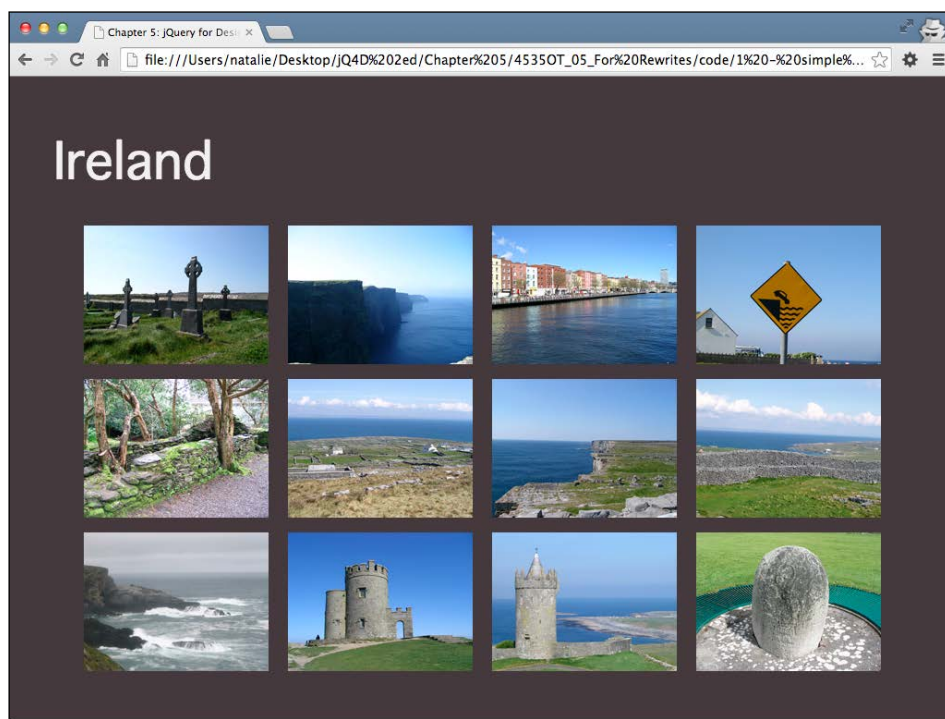 Chapter 5: jQuery for Desi
file:///Users/natalie/Desktop/jQ4D%202ed/Chapter%205/4535OT_05_For%20Rewrites/code/1%20-%20simple%...
Ireland